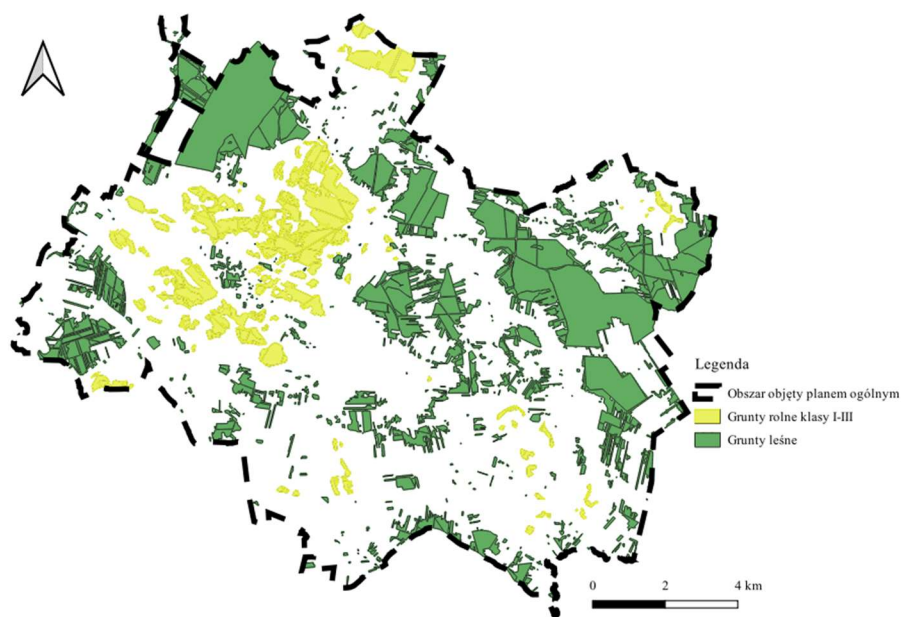 Legenda
Obszar objęty planem ogólnym
Grunty rolne klasy I-III
Grunty leśne
0 2 4 km